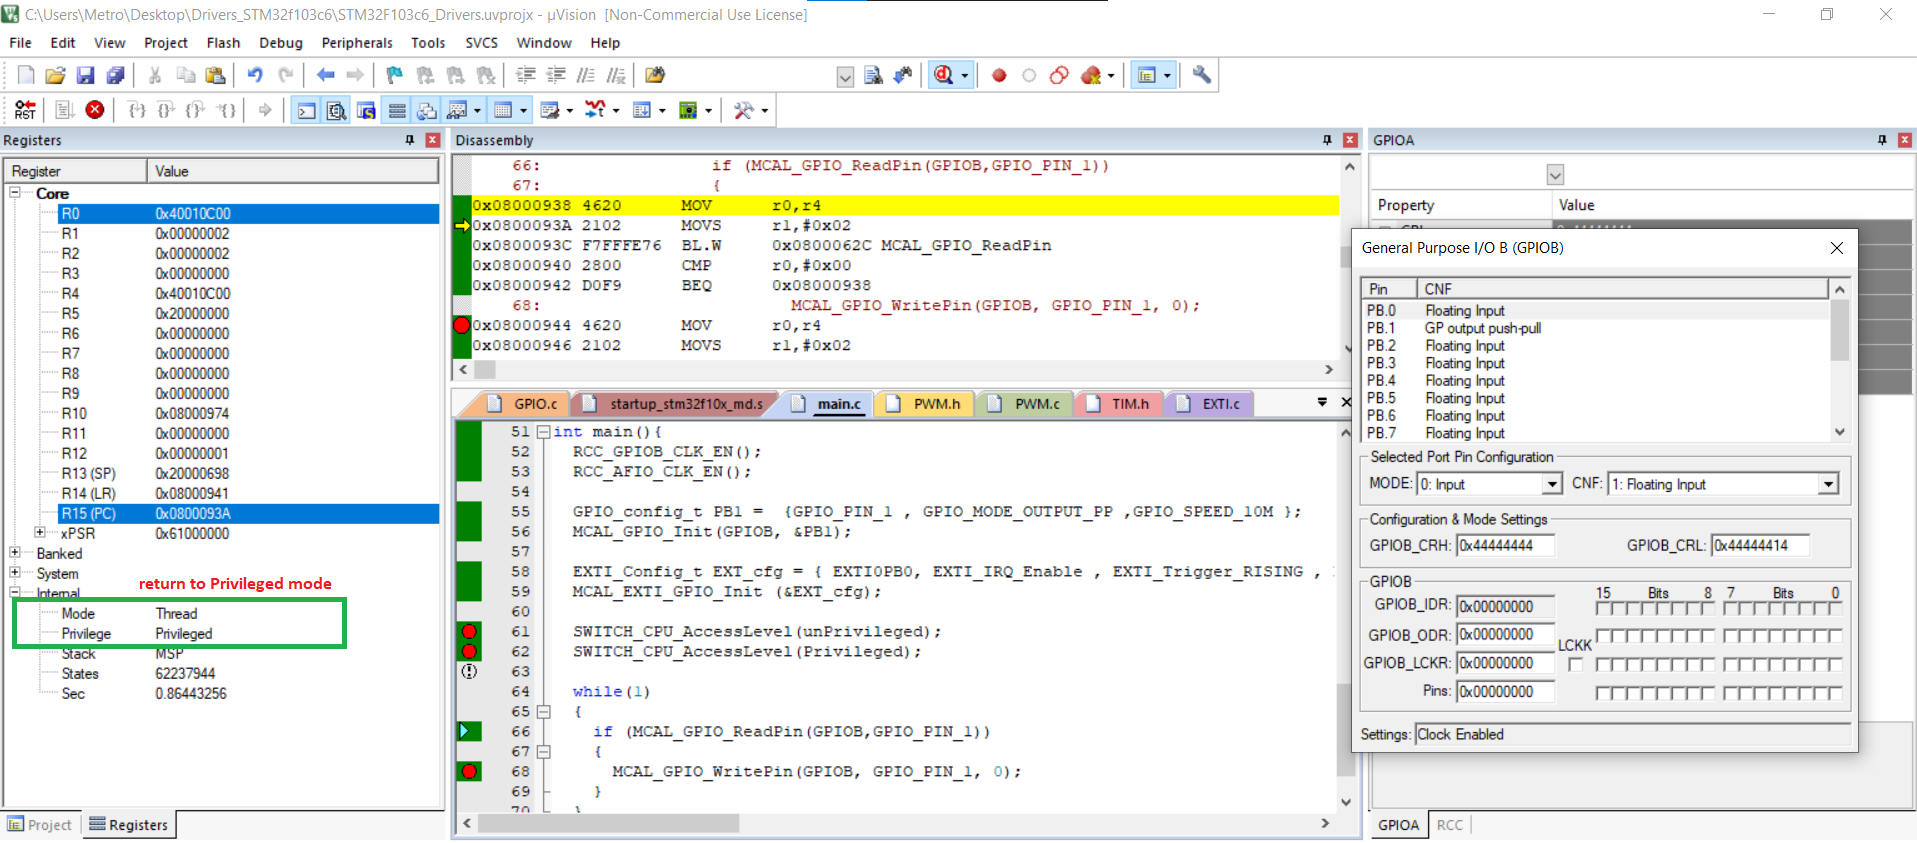 C:\Users\Metro\Desktop\Drivers_STM32f103c6\STM32F103c6_Drivers.uvprojx - µVision [Non-Commercial Use License]
File Edit View Project Flash Debug Peripherals Tools SVCS Window Help
RST
Registers
Register Value
Core
R0 0x40010C00
R1 0x00000002
R2 0x00000002
R3 0x00000000
R4 0x40010C00
R5 0x20000000
R6 0x00000000
R7 0x00000000
R8 0x00000000
R9 0x00000000
R10 0x08000974
R11 0x00000000
R12 0x00000001
R13 (SP) 0x20000698
R14 (LR) 0x08000941
R15 (PC) 0x0800093A
xPSR 0x61000000
Banked
System
return to Privileged mode
Internal
Mode Thread
Privilege Privileged
Stack MSP
States 62237944
Sec 0.86443256
Project Registers
Disassembly
66: if (MCAL_GPIO_ReadPin(GPIOB,GPIO_PIN_1))
67: {
0x08000938 4620 MOV r0,r4
0x0800093A 2102 MOVS r1,#0x02
0x0800093C F7FFFE76 BL.W 0x0800062C MCAL_GPIO_ReadPin
0x08000940 2800 CMP r0,#0x00
0x08000942 D0F9 BEQ 0x08000938
68: MCAL_GPIO_WritePin(GPIOB, GPIO_PIN_1, 0);
0x08000944 4620 MOV r0,r4
0x08000946 2102 MOVS r1,#0x02
GPIO.c startup_stm32f10x_md.s main.c PWM.h PWM.c TIM.h EXTI.c
51 int main(){
52 RCC_GPIOB_CLK_EN();
53 RCC_AFIO_CLK_EN();
54
55 GPIO_config_t PB1 = {GPIO_PIN_1 , GPIO_MODE_OUTPUT_PP ,GPIO_SPEED_10M };
56 MCAL_GPIO_Init(GPIOB, &PB1);
57
58 EXTI_Config_t EXT_cfg = { EXTI0PB0, EXTI_IRQ_Enable , EXTI_Trigger_RISING ,
59 MCAL_EXTI_GPIO_Init (&EXT_cfg);
60
61 SWITCH_CPU_AccessLevel(unPrivileged);
62 SWITCH_CPU_AccessLevel(Privileged);
63
64 while(1)
65 {
66 if (MCAL_GPIO_ReadPin(GPIOB,GPIO_PIN_1))
67 {
68 MCAL_GPIO_WritePin(GPIOB, GPIO_PIN_1, 0);
69 }
70 }
GPIOA
Property Value
General Purpose I/O B (GPIOB)
Pin CNF
PB.0 Floating Input
PB.1 GP output push-pull
PB.2 Floating Input
PB.3 Floating Input
PB.4 Floating Input
PB.5 Floating Input
PB.6 Floating Input
PB.7 Floating Input
Selected Port Pin Configuration
MODE: 0: Input CNF: 1: Floating Input
Configuration & Mode Settings
GPIOB_CRH: 0x44444444 GPIOB_CRL: 0x44444414
GPIOB
15 Bits 8 7 Bits 0
GPIOB_IDR: 0x00000000
GPIOB_ODR: 0x00000000
LCKK
GPIOB_LCKR: 0x00000000
Pins: 0x00000000
Settings: Clock Enabled
GPIOA RCC